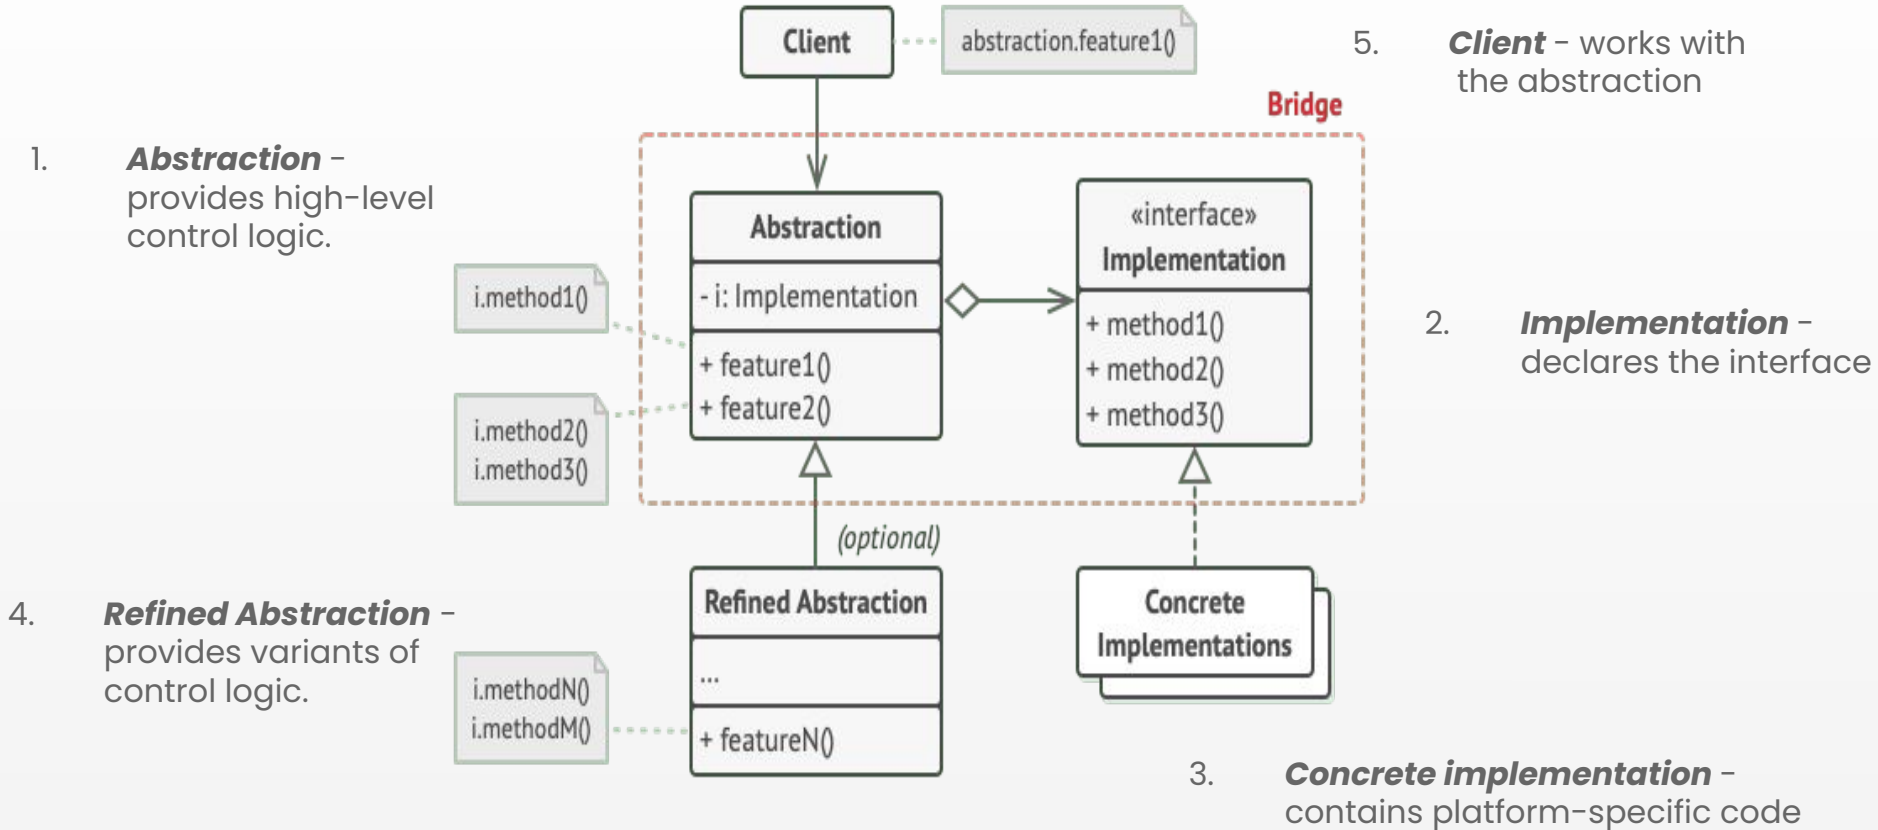 Client
abstraction.feature1()
5. Client - works with
the abstraction
Bridge
1. Abstraction -
provides high-level
control logic.
Abstraction
- i: Implementation
+ feature1()
+ feature2()
«interface»
Implementation
+ method1()
+ method2()
+ method3()
i.method1()
i.method2()
i.method3()
2. Implementation -
declares the interface
(optional)
4. Refined Abstraction -
provides variants of
control logic.
i.methodN()
i.methodM()
Refined Abstraction
...
+ featureN()
Concrete
Implementations
3. Concrete implementation -
contains platform-specific code